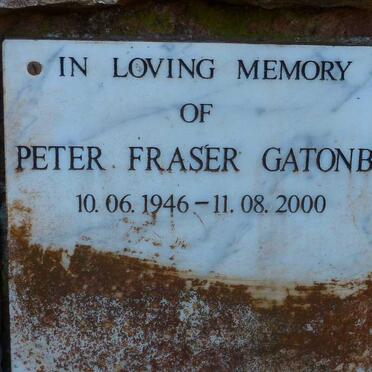 IN LOVING MEMORY
OF
PETER FRASER GATONB
10.06.1946 – 11.08.2000